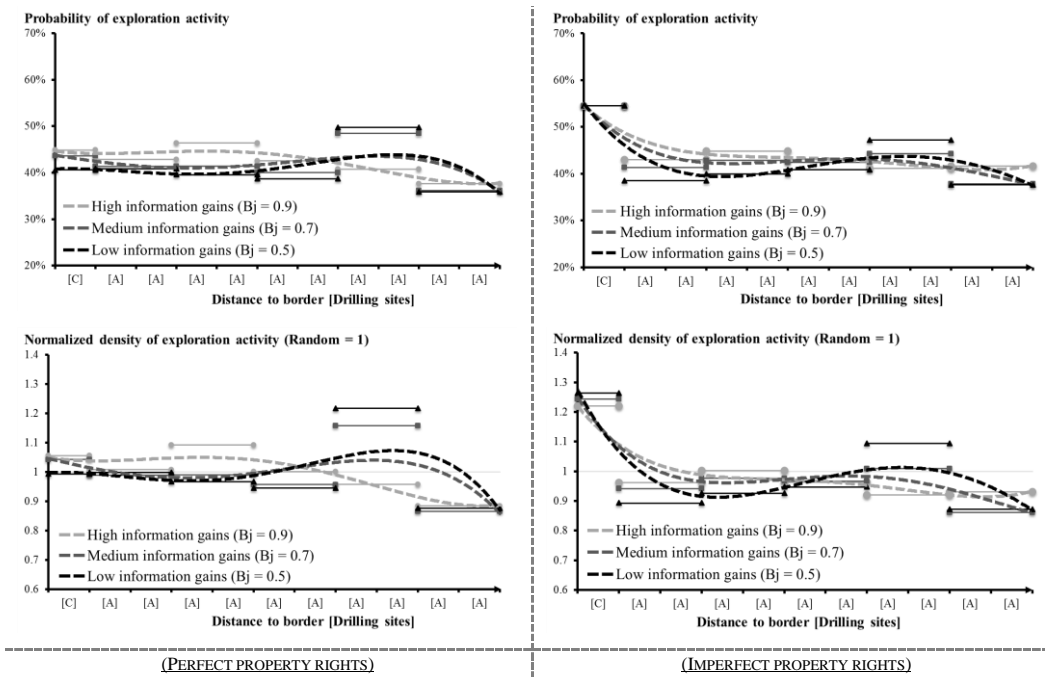 Probability of exploration activity
70%
60%
50%
40%
30%
20%
High information gains (Bj = 0.9)
Medium information gains (Bj = 0.7)
Low information gains (Bj = 0.5)
[C] [A] [A] [A] [A] [A] [A] [A] [A] [A] [A]
Distance to border [Drilling sites]
Normalized density of exploration activity (Random = 1)
1.4
1.3
1.2
1.1
1
0.9
0.8
0.7
0.6
High information gains (Bj = 0.9)
Medium information gains (Bj = 0.7)
Low information gains (Bj = 0.5)
[C] [A] [A] [A] [A] [A] [A] [A] [A] [A] [A]
Distance to border [Drilling sites]
(PERFECT PROPERTY RIGHTS)
Probability of exploration activity
70%
60%
50%
40%
30%
20%
High information gains (Bj = 0.9)
Medium information gains (Bj = 0.7)
Low information gains (Bj = 0.5)
[C] [A] [A] [A] [A] [A] [A] [A] [A] [A] [A]
Distance to border [Drilling sites]
Normalized density of exploration activity (Random = 1)
1.4
1.3
1.2
1.1
1
0.9
0.8
0.7
0.6
High information gains (Bj = 0.9)
Medium information gains (Bj = 0.7)
Low information gains (Bj = 0.5)
[C] [A] [A] [A] [A] [A] [A] [A] [A] [A] [A]
Distance to border [Drilling sites]
(IMPERFECT PROPERTY RIGHTS)